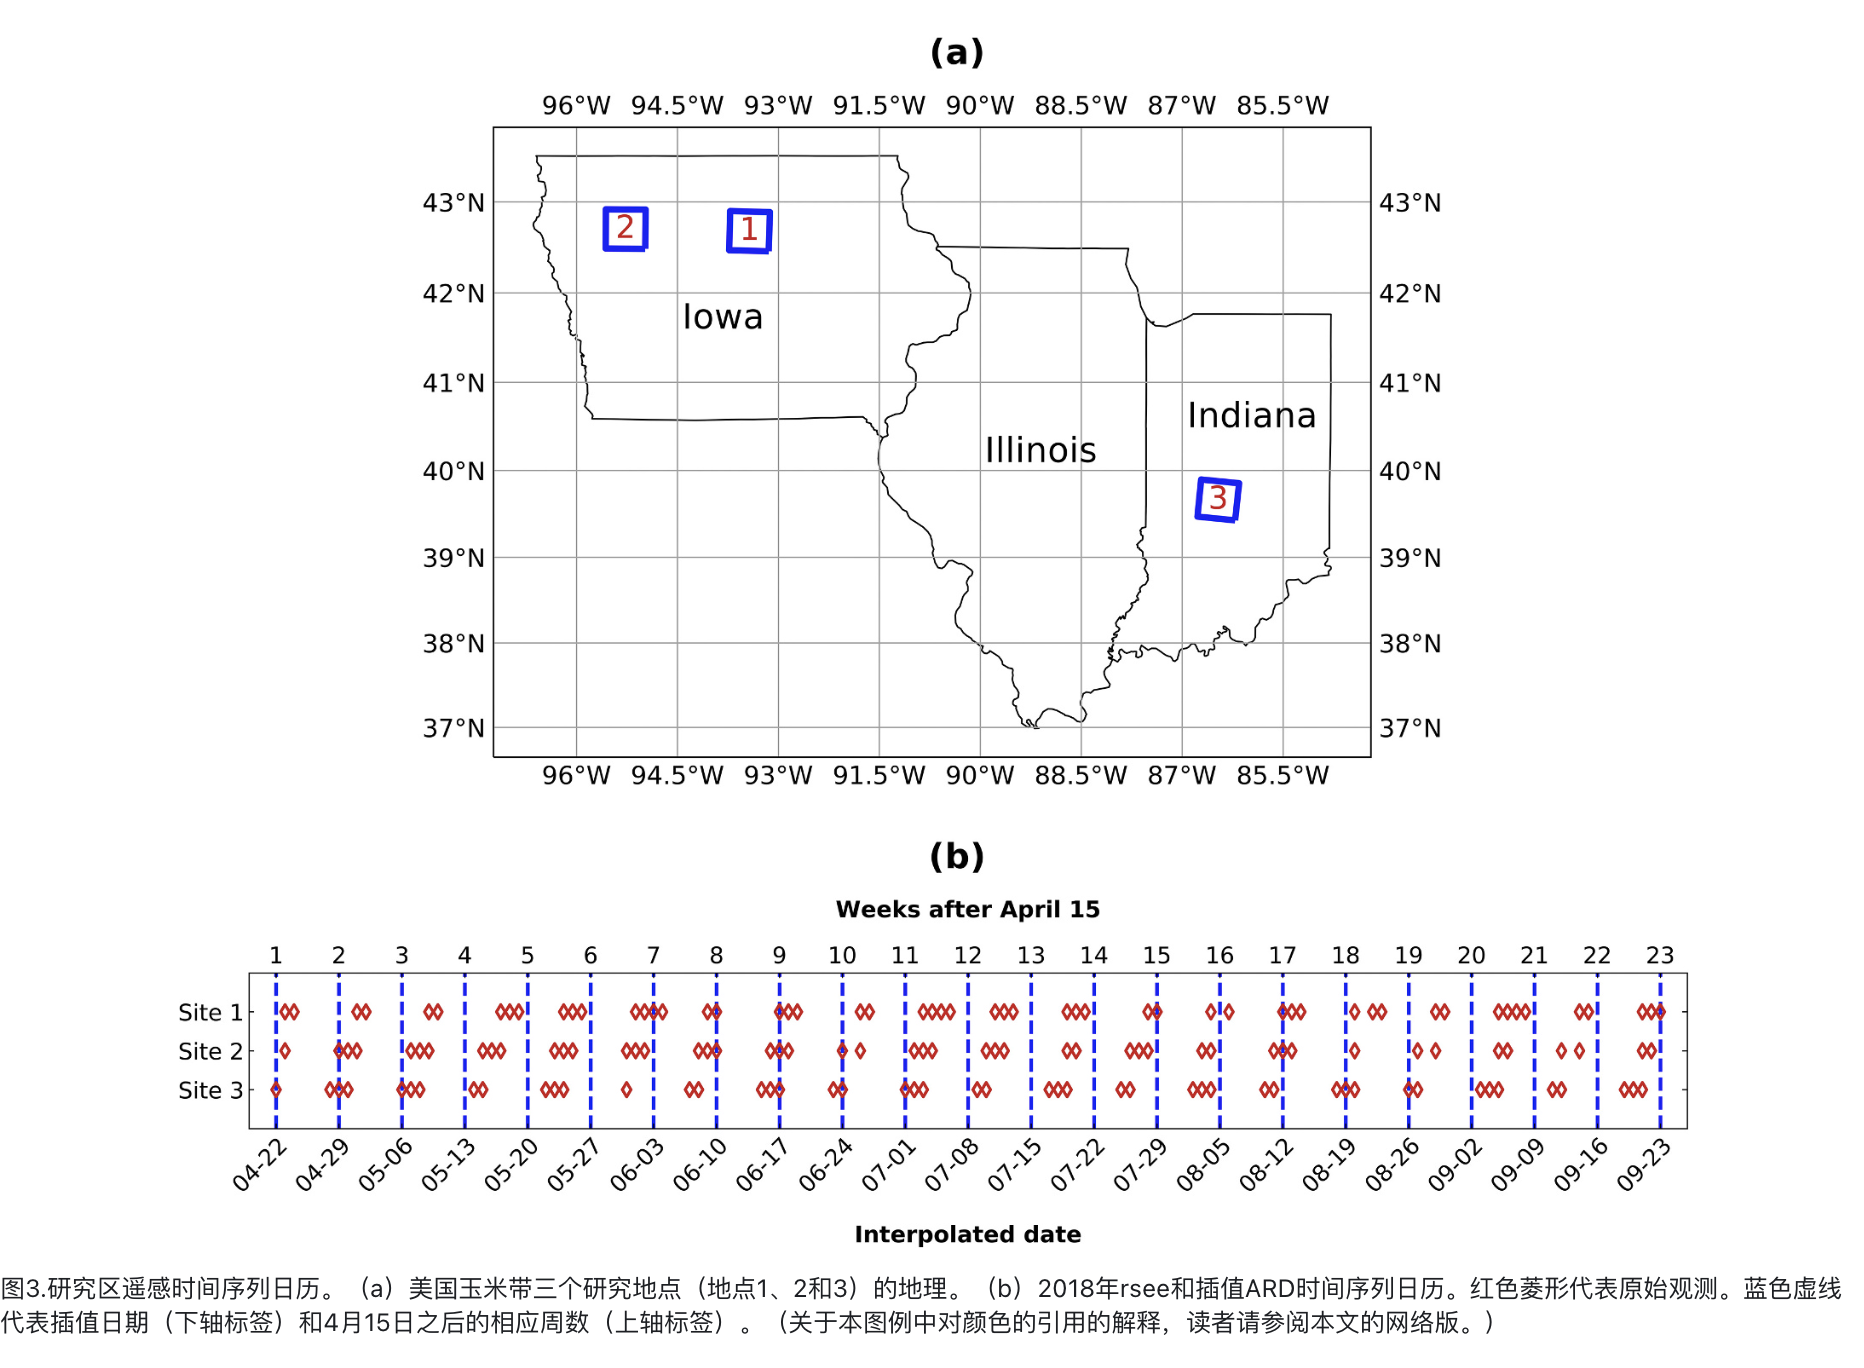 (a)
96°W 94.5°W 93°W 91.5°W 90°W 88.5°W 87°W 85.5°W
43°N 43°N
2 1
42°N 42°N
Iowa
41°N 41°N
Indiana
Illinois
40°N 40°N
3
39°N 39°N
38°N 38°N
37°N 37°N
96°W 94.5°W 93°W 91.5°W 90°W 88.5°W 87°W 85.5°W
(b)
Weeks after April 15
1 2 3 4 5 6 7 8 9 10 11 12 13 14 15 16 17 18 19 20 21 22 23
Site 1
Site 2
Site 3
04-22 04-29 05-06 05-13 05-20 05-27 06-03 06-10 06-17 06-24 07-01 07-08 07-15 07-22 07-29 08-05 08-12 08-19 08-26 09-02 09-09 09-16 09-23
Interpolated date
图3.研究区遥感时间序列日历。（a）美国玉米带三个研究地点（地点1、2和3）的地理。（b）2018年rsee和插值ARD时间序列日历。红色菱形代表原始观测。蓝色虚线
代表插值日期（下轴标签）和4月15日之后的相应周数（上轴标签）。（关于本图例中对颜色的引用的解释，读者请参阅本文的网络版。）